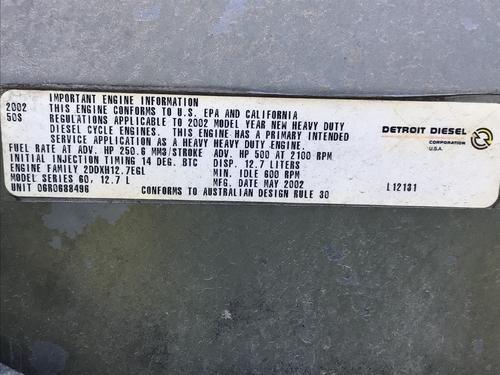 IMPORTANT ENGINE INFORMATION
2002 THIS ENGINE CONFORMS TO U.S. EPA AND CALIFORNIA
50S REGULATIONS APPLICABLE TO 2002 MODEL YEAR NEW HEAVY DUTY
DIESEL CYCLE ENGINES. THIS ENGINE HAS A PRIMARY INTENDED
SERVICE APPLICATION AS A HEAVY HEAVY DUTY ENGINE.
FUEL RATE AT ADV. HP 250.6 MM3/STROKE ADV. HP 500 AT 2100 RPM
INITIAL INJECTION TIMING 14 DEG. BTC DISP. 12.7 LITERS
ENGINE FAMILY 2DDXH12.7EGL MIN. IDLE 600 RPM
MODEL SERIES 60, 12.7 L MFG. DATE MAY 2002
UNIT 06R0688496 CONFORMS TO AUSTRALIAN DESIGN RULE 30
DETROIT DIESEL
CORPORATION
U.S.A.
L12131